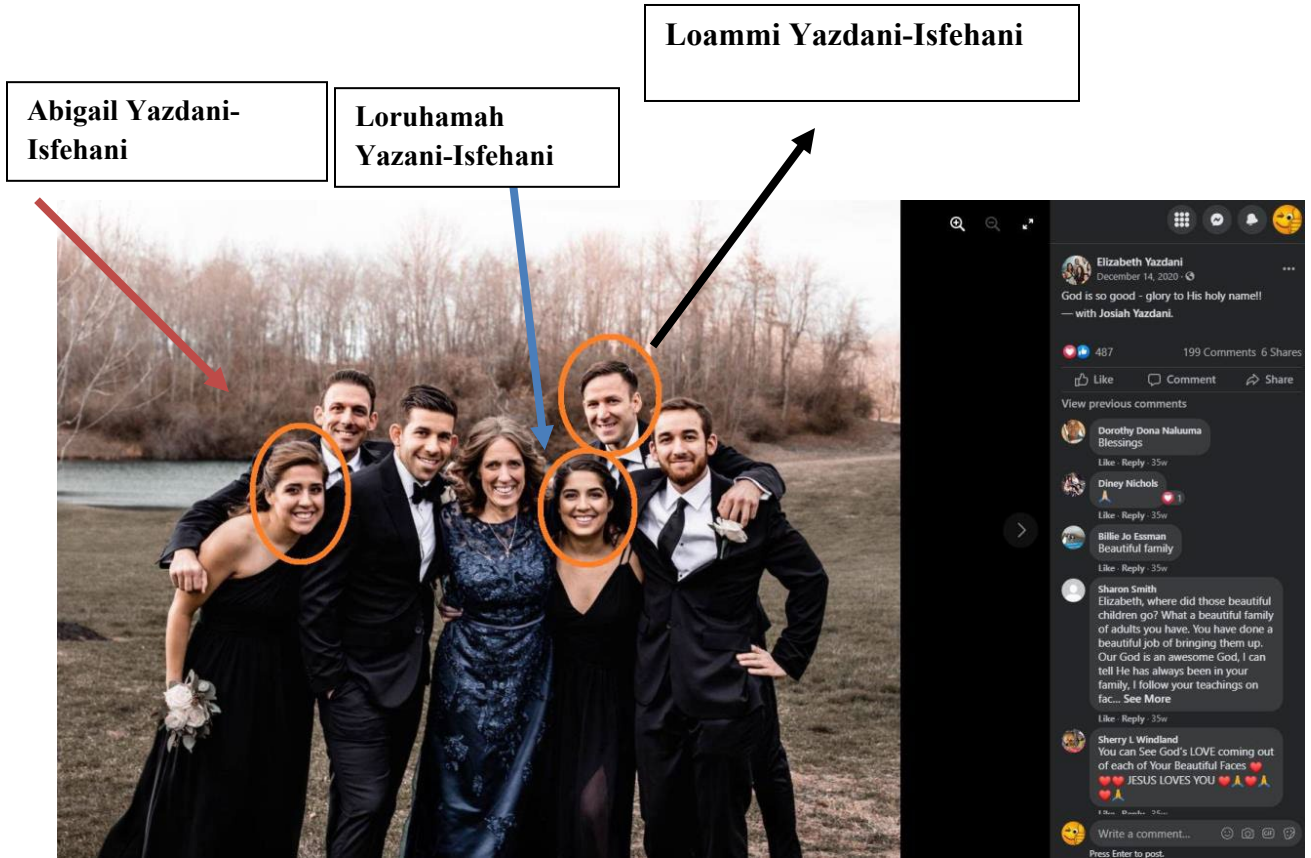 Loammi Yazdani-Isfehani
Abigail Yazdani-
Isfehani
Loruhamah
Yazani-Isfehani
Elizabeth Yazdani
December 14, 2020 ·
God is so good - glory to His holy name!!
— with Josiah Yazdani.
487
199 Comments 6 Shares
Like
Comment
Share
View previous comments
Dorothy Dona Naluuma
Blessings
Like · Reply · 35w
Diney Nichols
1
Like · Reply · 35w
Billie Jo Essman
Beautiful family
Like · Reply · 35w
Sharon Smith
Elizabeth, where did those beautiful
children go? What a beautiful family
of adults you have. You have done a
beautiful job of bringing them up.
Our God is an awesome God, I can
tell He has always been in your
family, I follow your teachings on
fac... See More
Like · Reply · 35w
Sherry L Windland
You can See God's LOVE coming out
of each of Your Beautiful Faces ❤️
❤️❤️ JESUS LOVES YOU ❤️🙏❤️🙏
❤️🙏
Write a comment...
GIF
Press Enter to post.